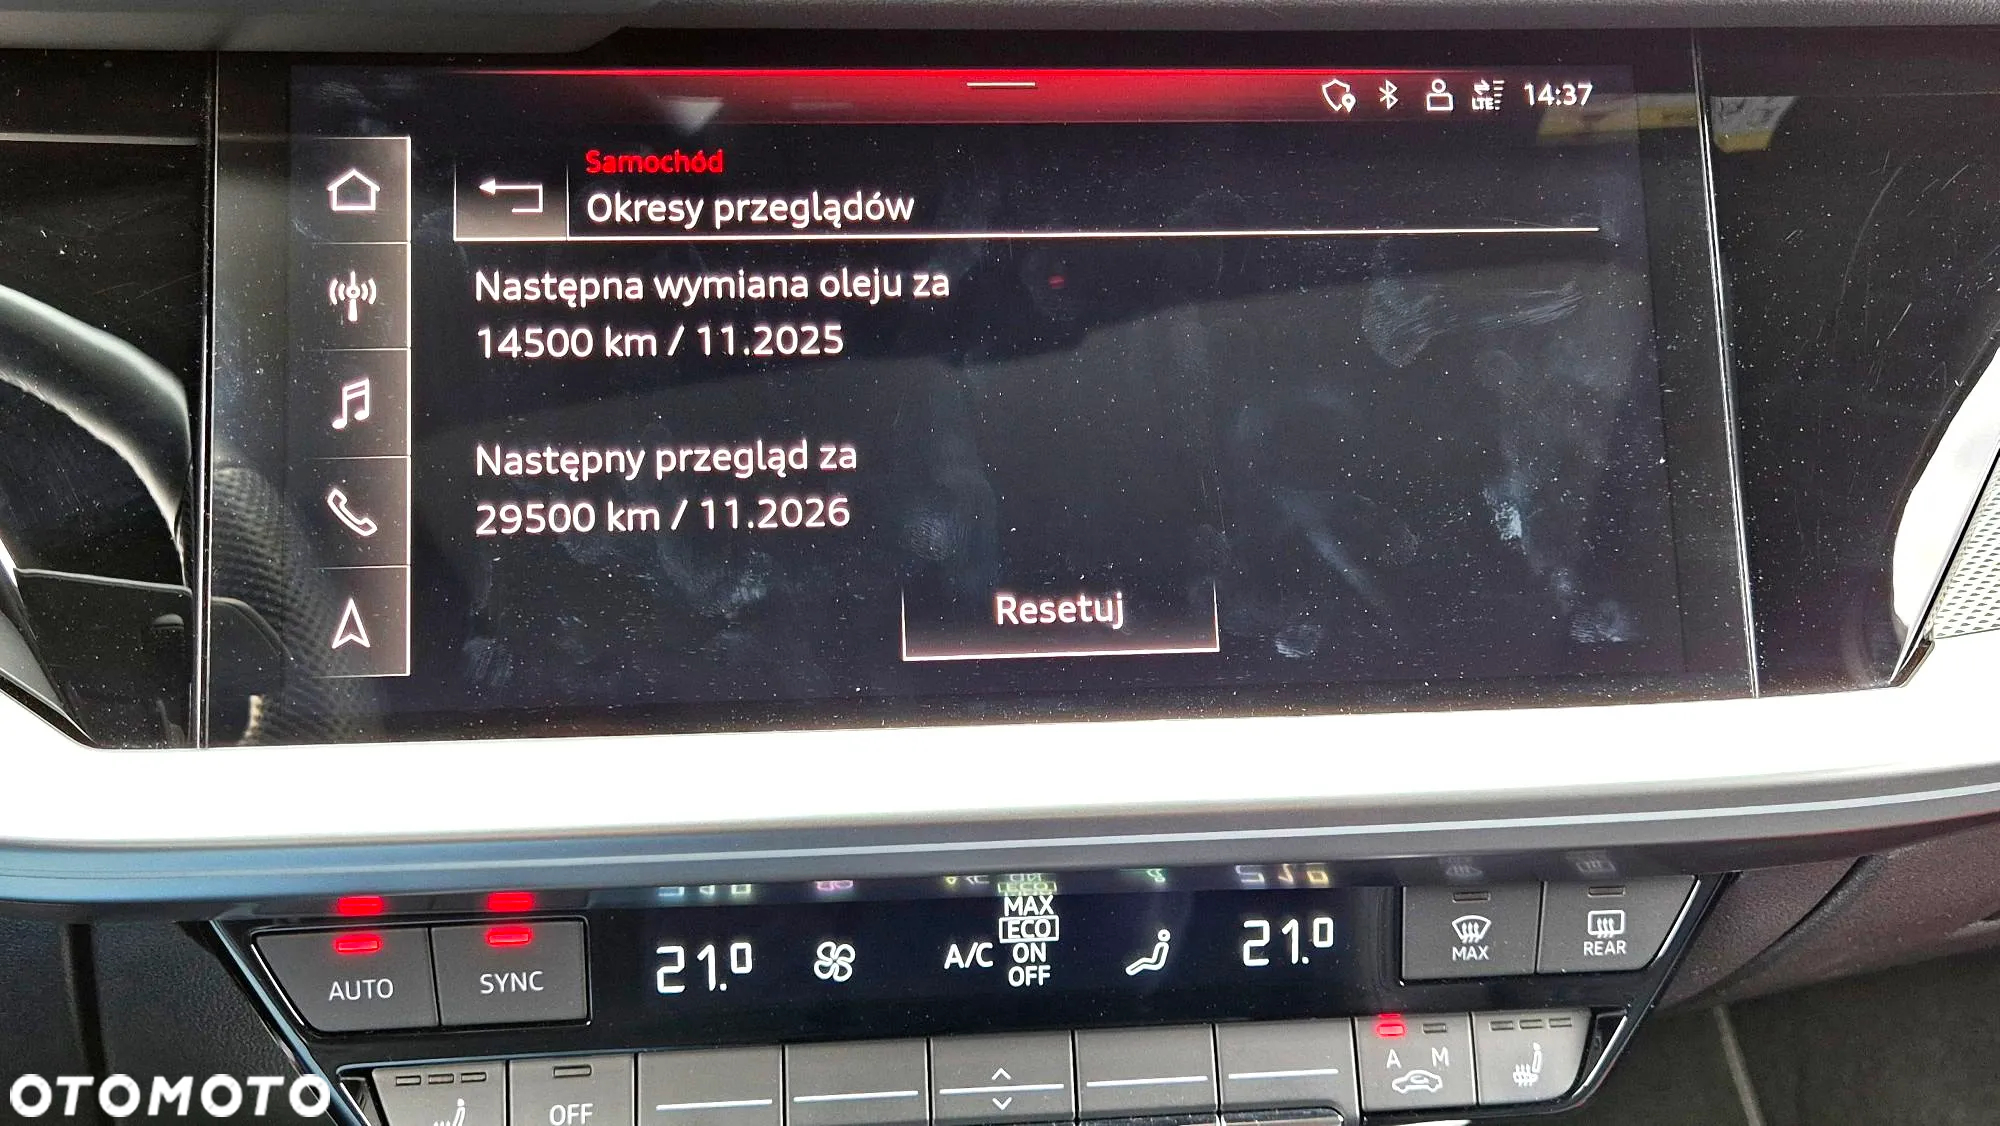 LTE 14:37
Samochód
Okresy przeglądów
Następna wymiana oleju za
14500 km / 11.2025
Następny przegląd za
29500 km / 11.2026
Resetuj
AUTO
SYNC
21.0
A/C
MAX
ECO
ON
OFF
21.0
MAX
REAR
OFF
A M
OTOMOTO